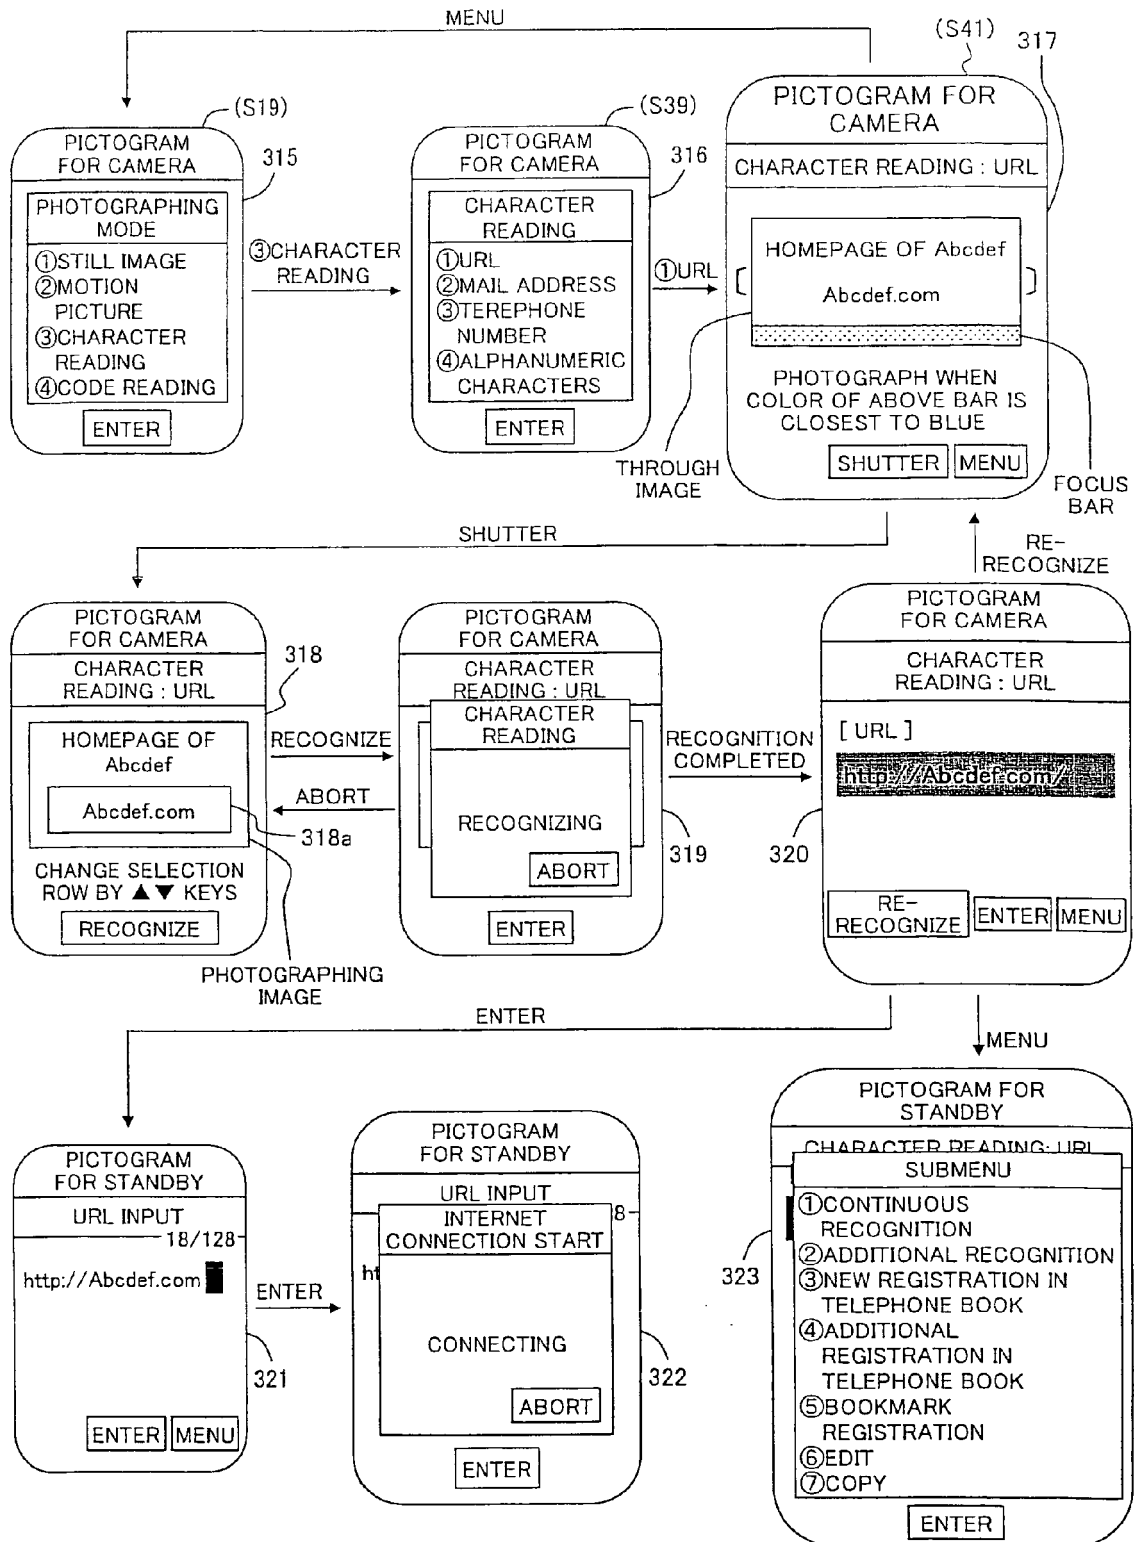 MENU
(S41)
317
(S19)
(S39)
PICTOGRAM
FOR CAMERA
315
PHOTOGRAPHING
MODE
①STILL IMAGE
②MOTION
PICTURE
③CHARACTER
READING
④CODE READING
ENTER
③CHARACTER
READING
PICTOGRAM
FOR CAMERA
316
CHARACTER
READING
①URL
②MAIL ADDRESS
③TEREPHONE
NUMBER
④ALPHANUMERIC
CHARACTERS
ENTER
①URL
PICTOGRAM FOR
CAMERA
CHARACTER READING : URL
HOMEPAGE OF Abcdef
Abcdef.com
PHOTOGRAPH WHEN
COLOR OF ABOVE BAR IS
CLOSEST TO BLUE
SHUTTER MENU
THROUGH
IMAGE
FOCUS
BAR
SHUTTER
RE-
RECOGNIZE
PICTOGRAM
FOR CAMERA
CHARACTER
READING : URL
318
HOMEPAGE OF
Abcdef
Abcdef.com
318a
CHANGE SELECTION
ROW BY ▲▼ KEYS
RECOGNIZE
PHOTOGRAPHING
IMAGE
RECOGNIZE
ABORT
PICTOGRAM
FOR CAMERA
CHARACTER
READING : URL
CHARACTER
READING
RECOGNIZING
ABORT
ENTER
319
RECOGNITION
COMPLETED
PICTOGRAM
FOR CAMERA
CHARACTER
READING : URL
[URL]
http://Abcdef.com/
320
RE-
RECOGNIZE
ENTER MENU
ENTER
MENU
PICTOGRAM
FOR STANDBY
URL INPUT
18/128
http://Abcdef.com
321
ENTER MENU
ENTER
PICTOGRAM
FOR STANDBY
URL INPUT
8
INTERNET
CONNECTION START
ht
CONNECTING
ABORT
ENTER
322
PICTOGRAM FOR
STANDBY
CHARACTER READING: URL
SUBMENU
①CONTINUOUS
RECOGNITION
②ADDITIONAL RECOGNITION
③NEW REGISTRATION IN
TELEPHONE BOOK
④ADDITIONAL
REGISTRATION IN
TELEPHONE BOOK
⑤BOOKMARK
REGISTRATION
⑥EDIT
⑦COPY
ENTER
323